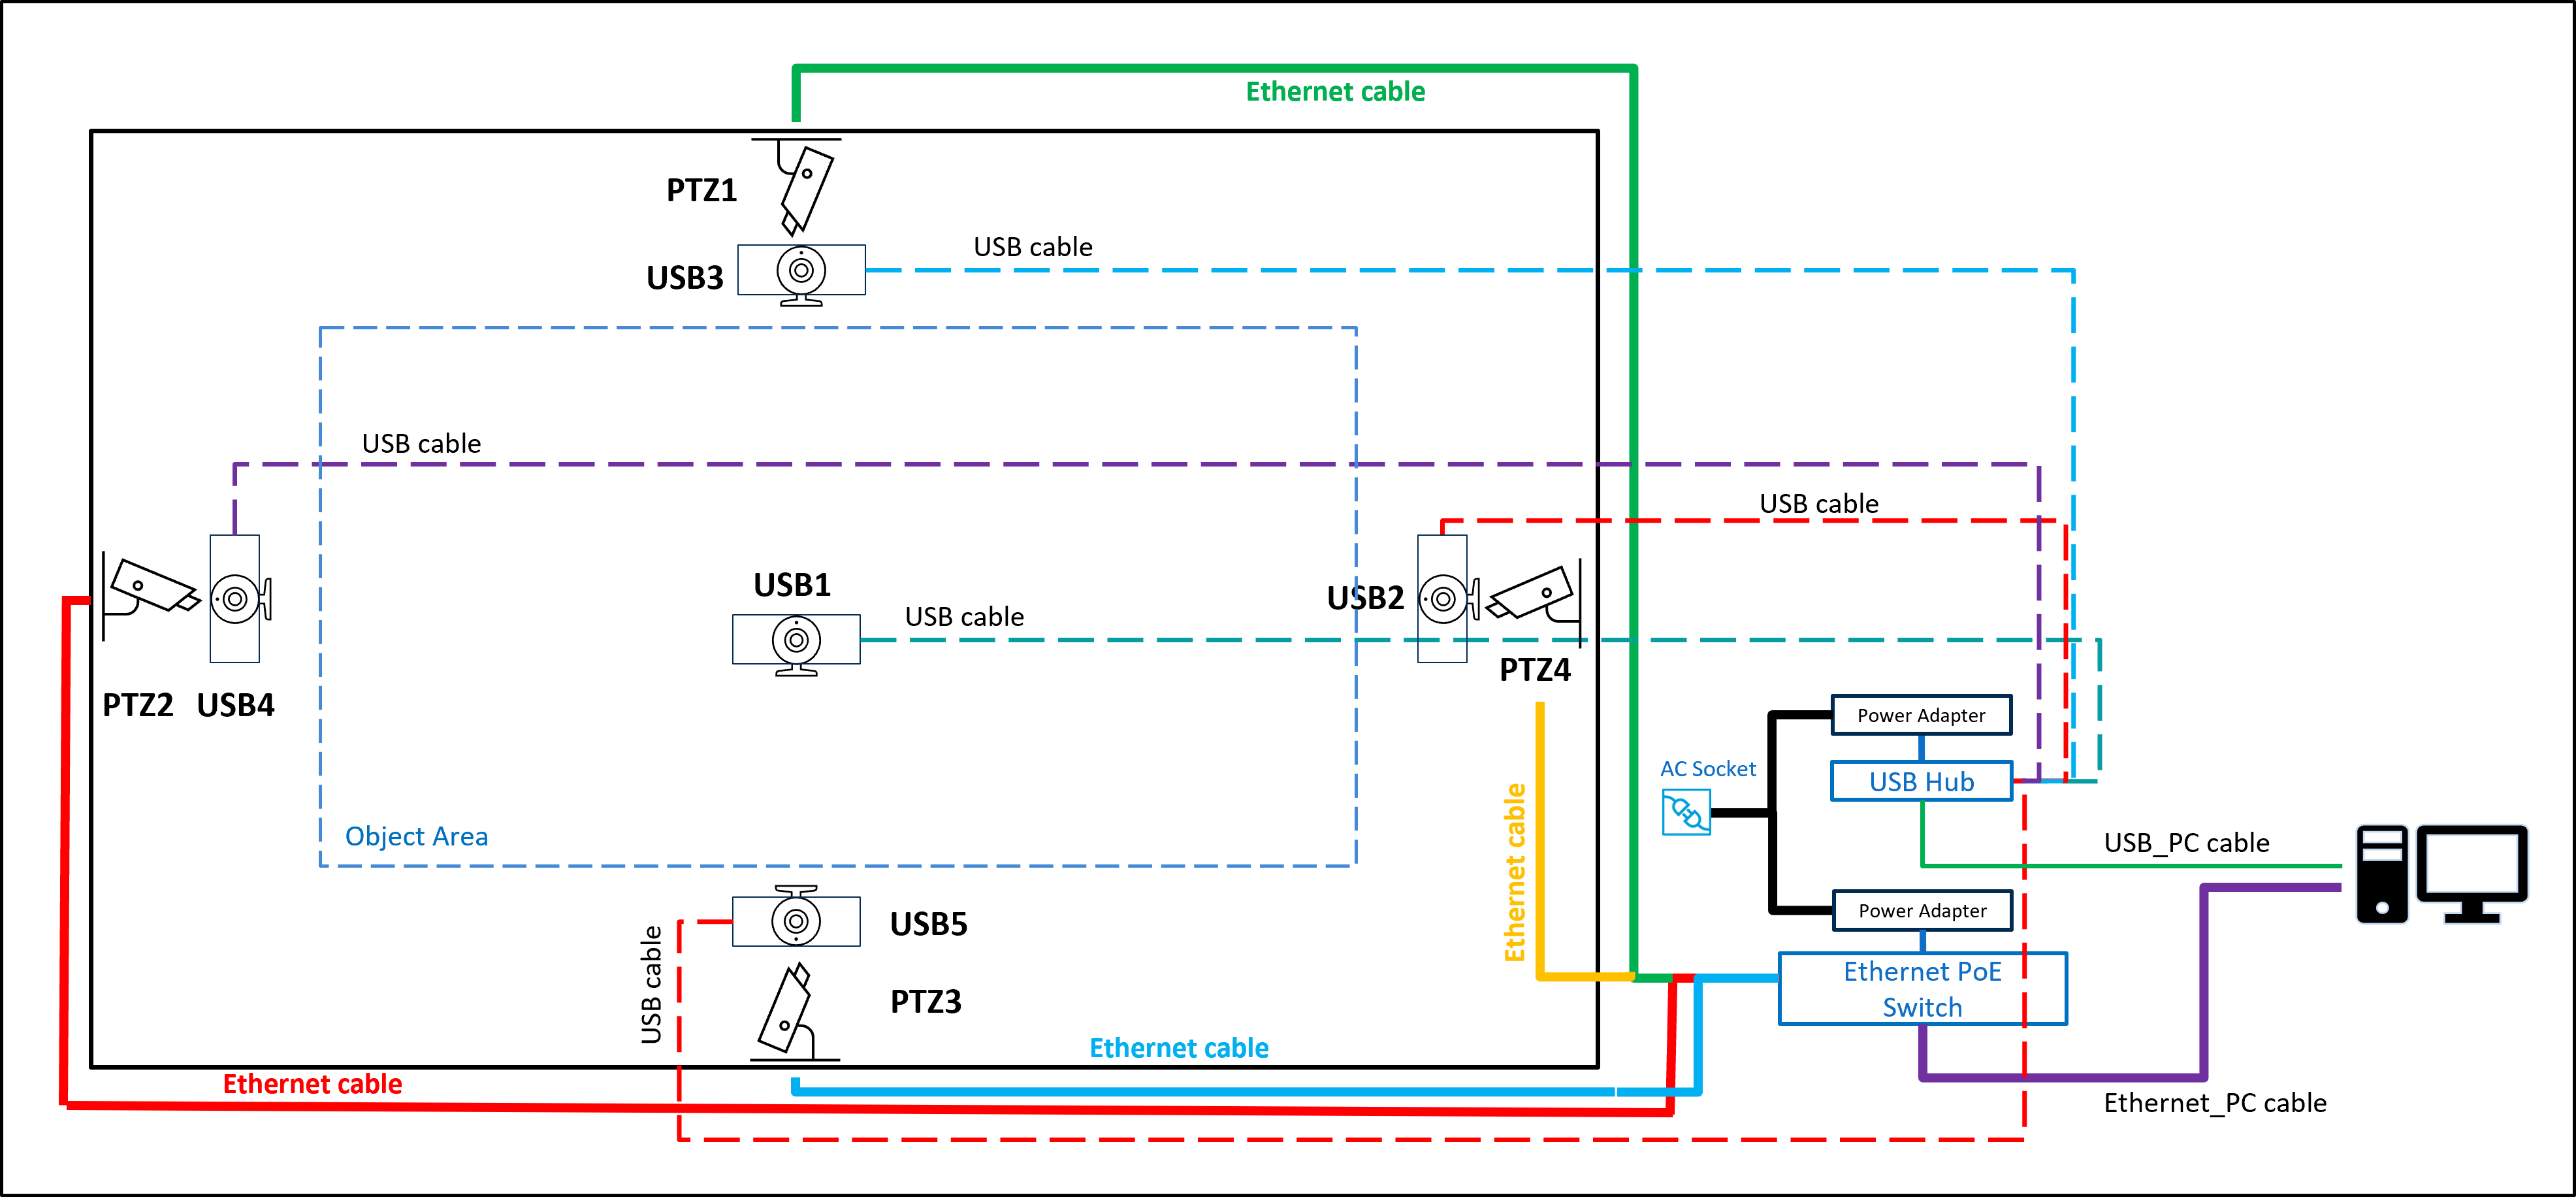 Ethernet cable
PTZ1
USB cable
USB3
USB cable
USB cable
USB1
USB2
USB cable
PTZ4
PTZ2 USB4
Power Adapter
AC Socket
USB Hub
Ethernet cable
Object Area
USB_PC cable
USB5
Power Adapter
USB cable
PTZ3
Ethernet PoE
Switch
Ethernet cable
Ethernet cable
Ethernet_PC cable